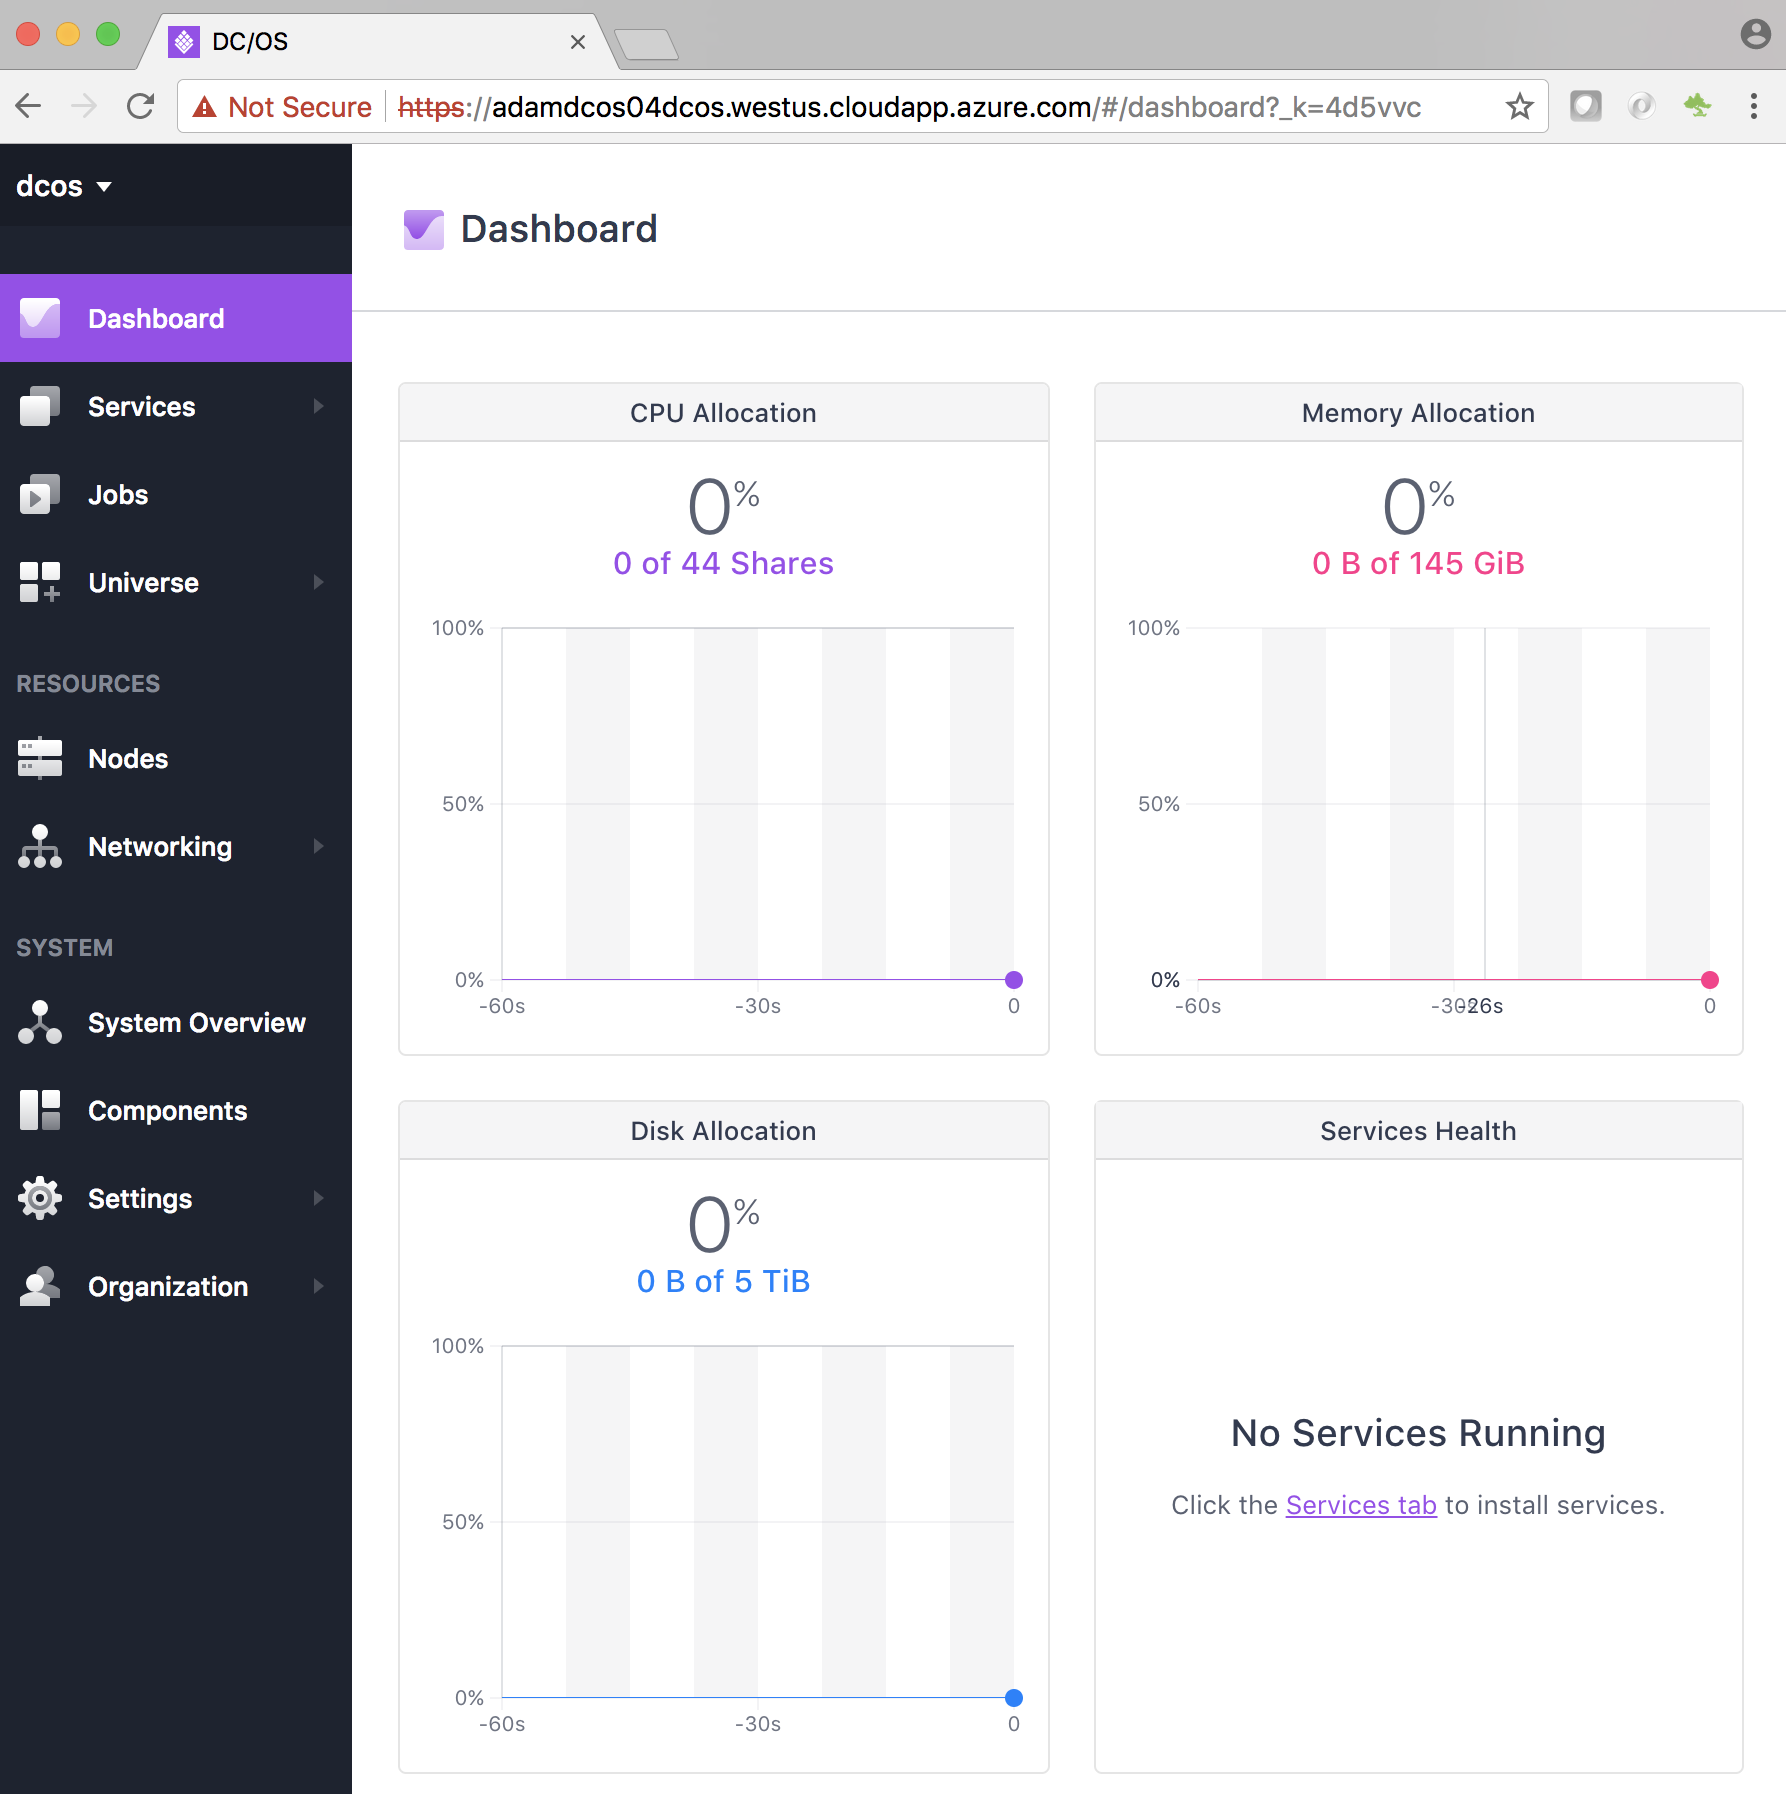 DC/OS
Not Secure https://adamdcos04dcos.westus.cloudapp.azure.com/#/dashboard?_k=4d5vvc
dcos
Dashboard
Services
Jobs
Universe
RESOURCES
Nodes
Networking
SYSTEM
System Overview
Components
Settings
Organization
Dashboard
CPU Allocation
0%
0 of 44 Shares
100%
50%
0%
-60s -30s 0
Memory Allocation
0%
0 B of 145 GiB
100%
50%
0%
-60s -30s -26s 0
Disk Allocation
0%
0 B of 5 TiB
100%
50%
0%
-60s -30s 0
Services Health
No Services Running
Click the Services tab to install services.